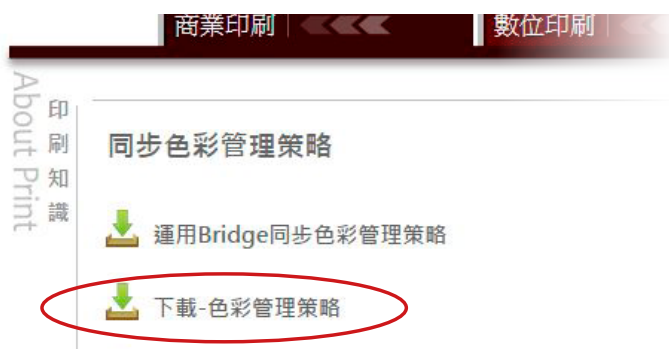 商業印刷
數位印刷
About Print
印刷知識
同步色彩管理策略
運用Bridge同步色彩管理策略
下載-色彩管理策略